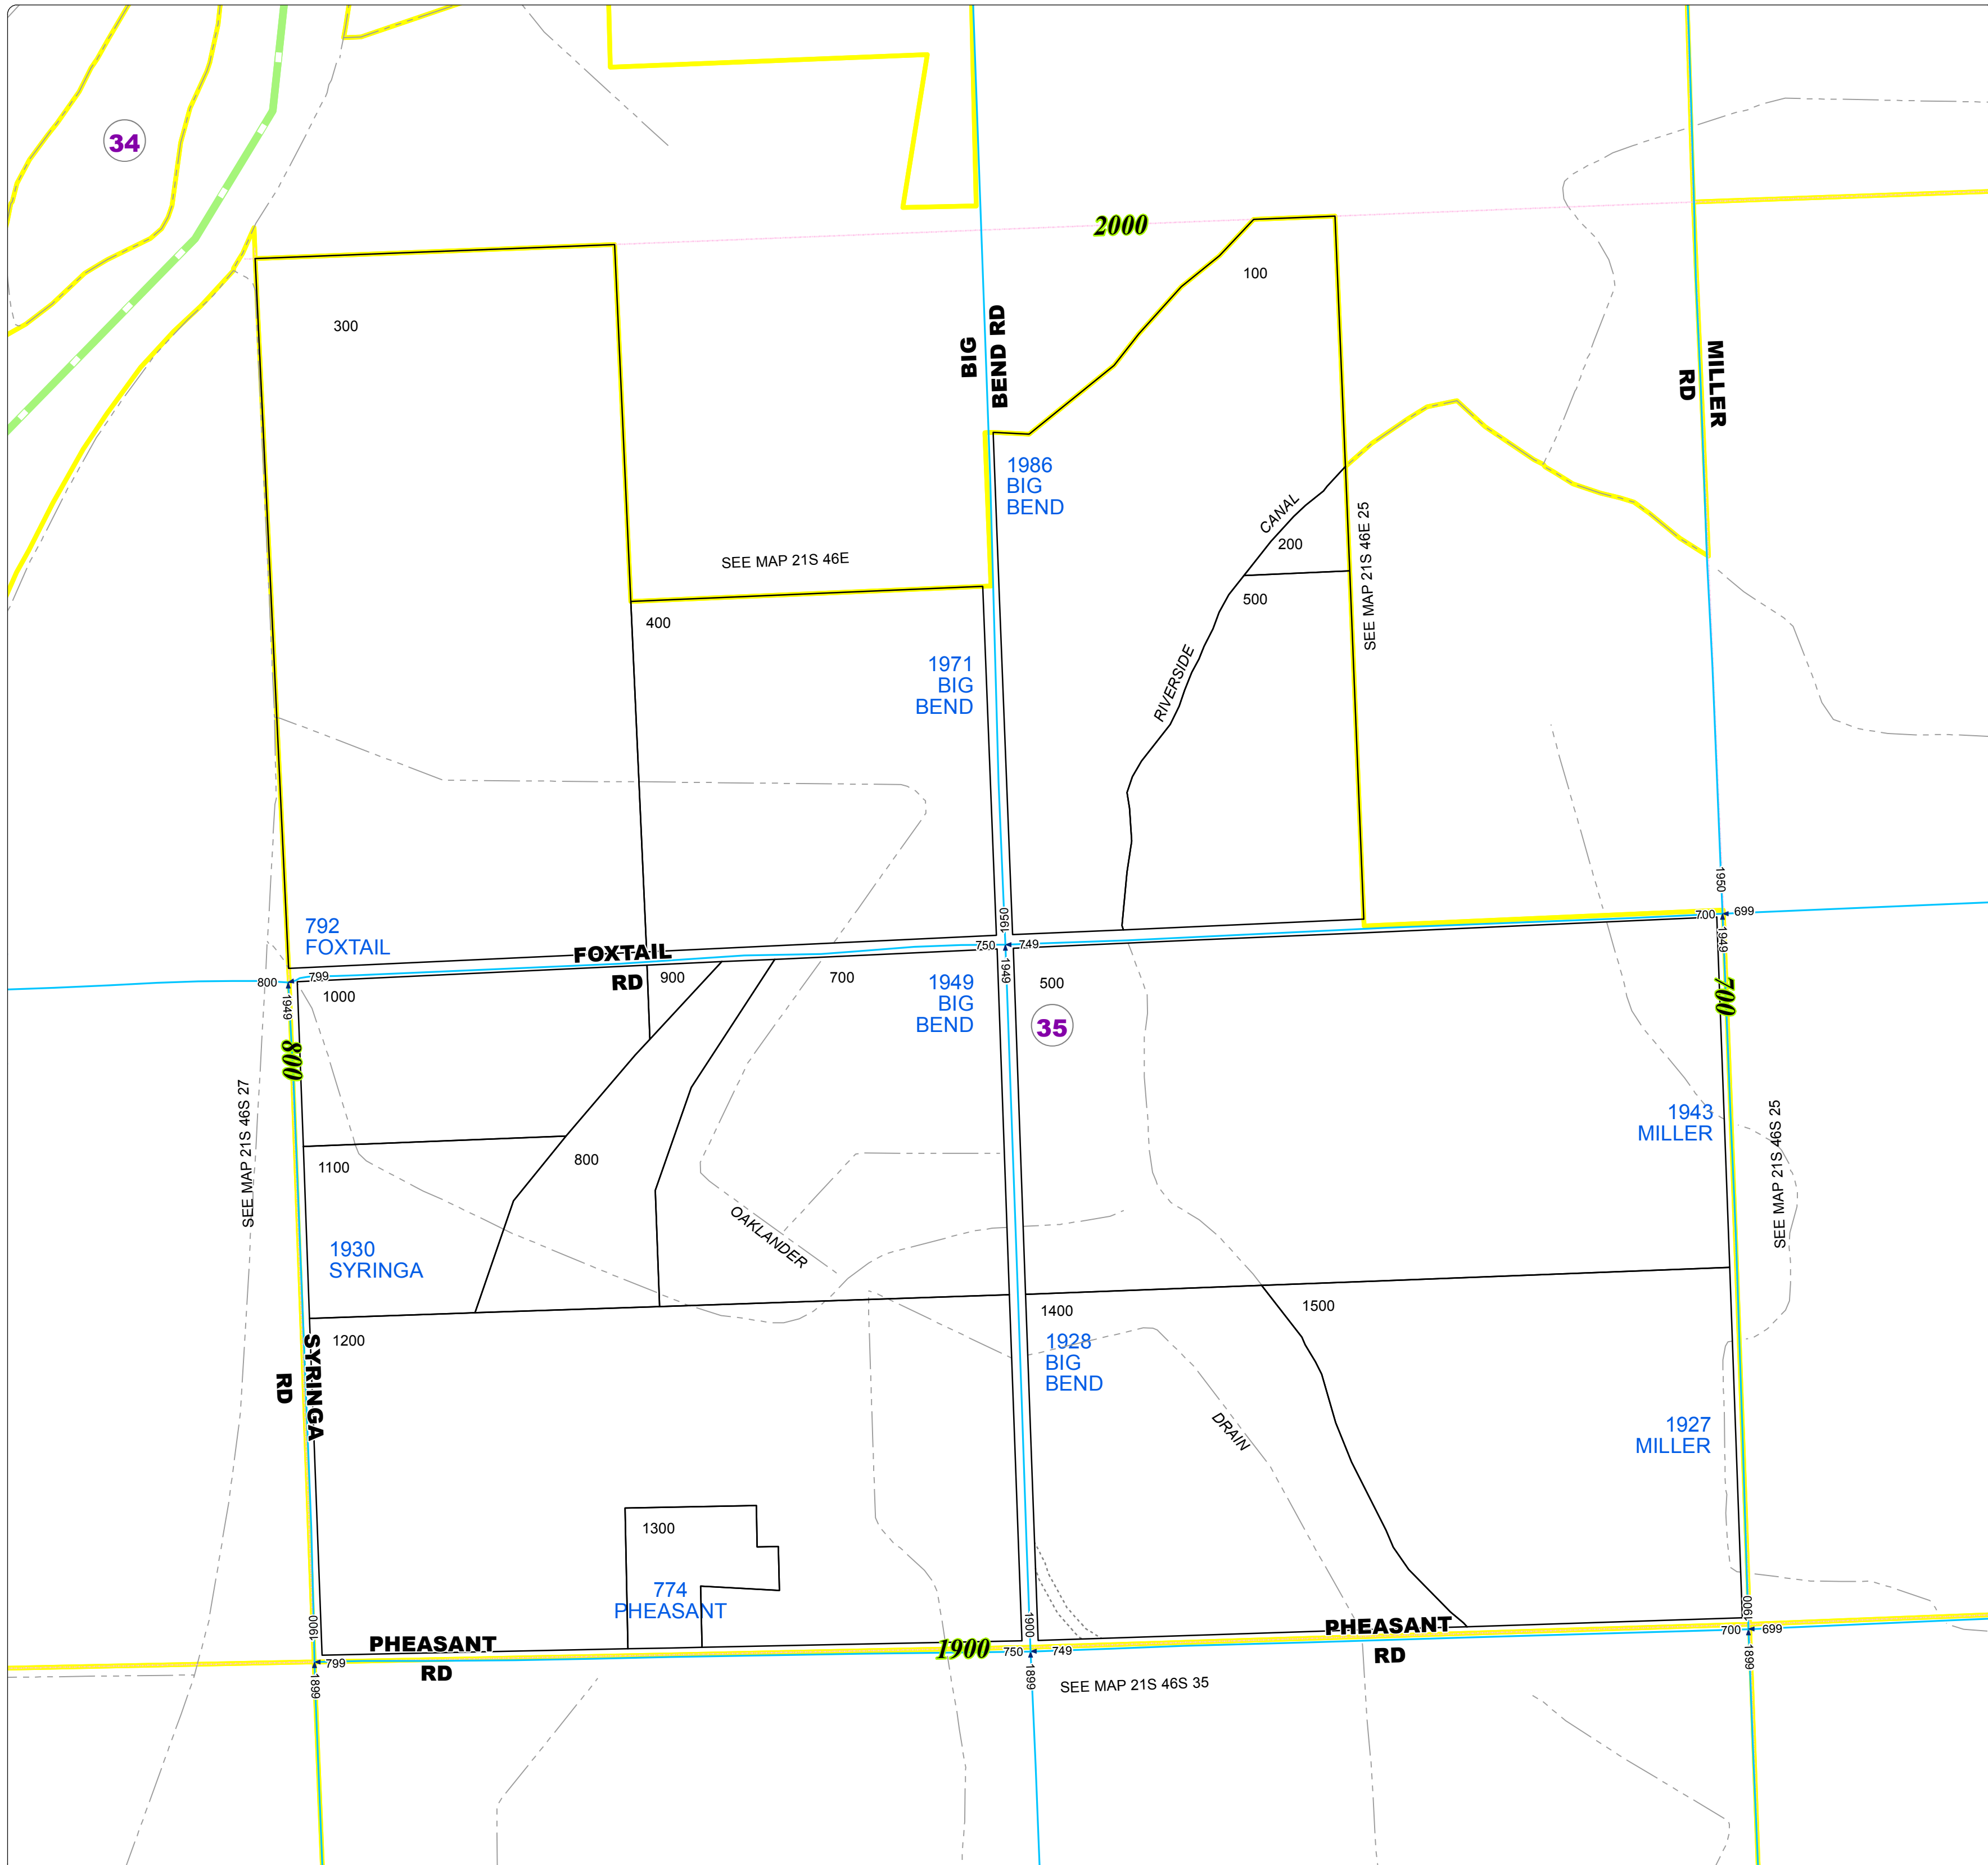 34
2000
100
300
BIG
BEND RD
MILLER
RD
1986
BIG
BEND
CANAL
200
SEE MAP 21S 46E
SEE MAP 21S 46E 25
500
400
1971
BIG
BEND
RIVERSIDE
792
FOXTAIL
FOXTAIL
RD
1950
750
749
1949
1950
700
699
1949
800
799
1949
1000
900
700
1949
BIG
BEND
500
35
700
800
SEE MAP 21S 46S 27
1943
MILLER
SEE MAP 21S 46S 25
1100
800
OAKLANDER
1930
SYRINGA
1200
SYRINGA
RD
1400
1500
1928
BIG
BEND
DRAIN
1927
MILLER
1300
774
PHEASANT
1900
PHEASANT
RD
799
1899
1900
1900
750
749
1899
PHEASANT
RD
1900
700
699
1899
SEE MAP 21S 46S 35